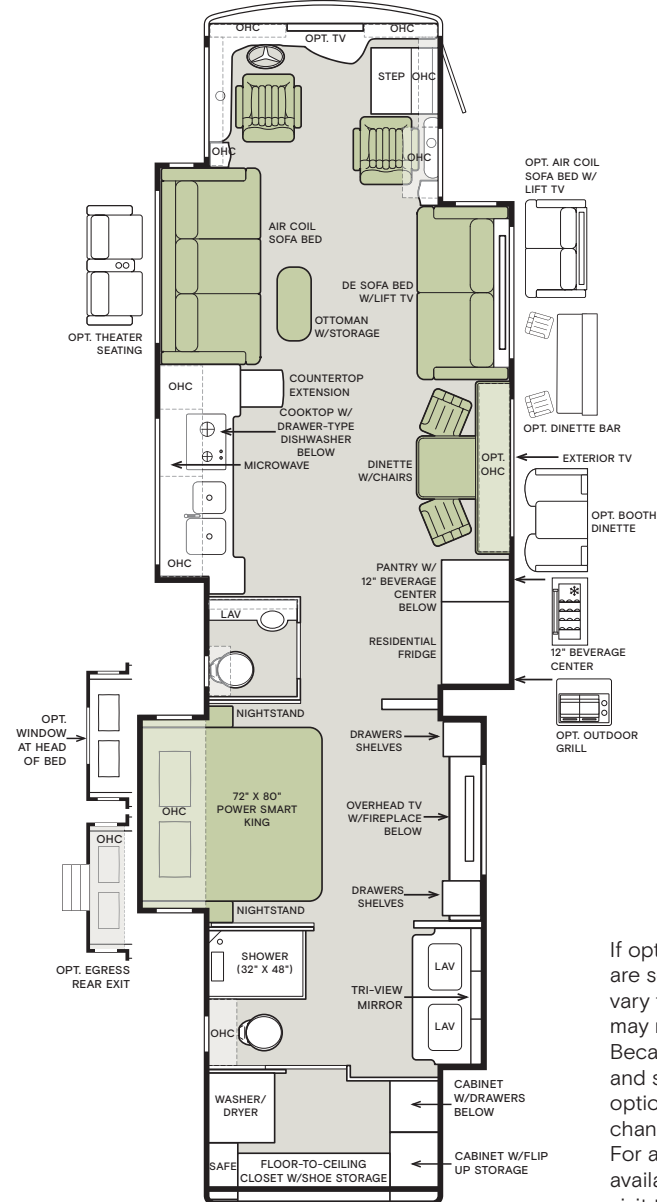 OHC
OPT. TV
OHC
STEP
OHC
OHC
OHC
AIR COIL
SOFA BED
OPT. AIR COIL
SOFA BED W/
LIFT TV
DE SOFA BED
W/LIFT TV
OTTOMAN
W/STORAGE
OPT. THEATER
SEATING
OHC
COUNTERTOP
EXTENSION
COOKTOP W/
DRAWER-TYPE
DISHWASHER
BELOW
MICROWAVE
OHC
DINETTE
W/CHAIRS
OPT.
OHC
OPT. DINETTE BAR
EXTERIOR TV
OPT. BOOTH
DINETTE
PANTRY W/
12" BEVERAGE
CENTER
BELOW
RESIDENTIAL
FRIDGE
12" BEVERAGE
CENTER
OPT. OUTDOOR
GRILL
LAV
NIGHTSTAND
OPT.
WINDOW
AT HEAD
OF BED
OHC
72" X 80"
POWER SMART
KING
DRAWERS
SHELVES
OVERHEAD TV
W/FIREPLACE
BELOW
DRAWERS
SHELVES
NIGHTSTAND
OHC
OPT. EGRESS
REAR EXIT
SHOWER
(32" X 48")
LAV
TRI-VIEW
MIRROR
LAV
OHC
WASHER/
DRYER
CABINET
W/DRAWERS
BELOW
SAFE
FLOOR-TO-CEILING
CLOSET W/SHOE STORAGE
CABINET W/FLIP
UP STORAGE
If opt
are s
vary
may
Beca
and s
optio
chan
For a
availa